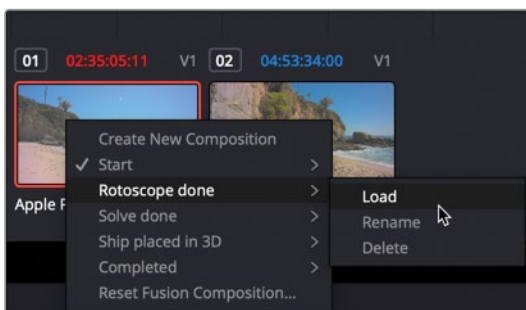 01 02:35:05:11 V1 02 04:53:34:00 V1
Create New Composition
✓ Start >
Rotoscope done > Load
Apple
Rename
Solve done >
Delete
Ship placed in 3D >
Completed >
Reset Fusion Composition...